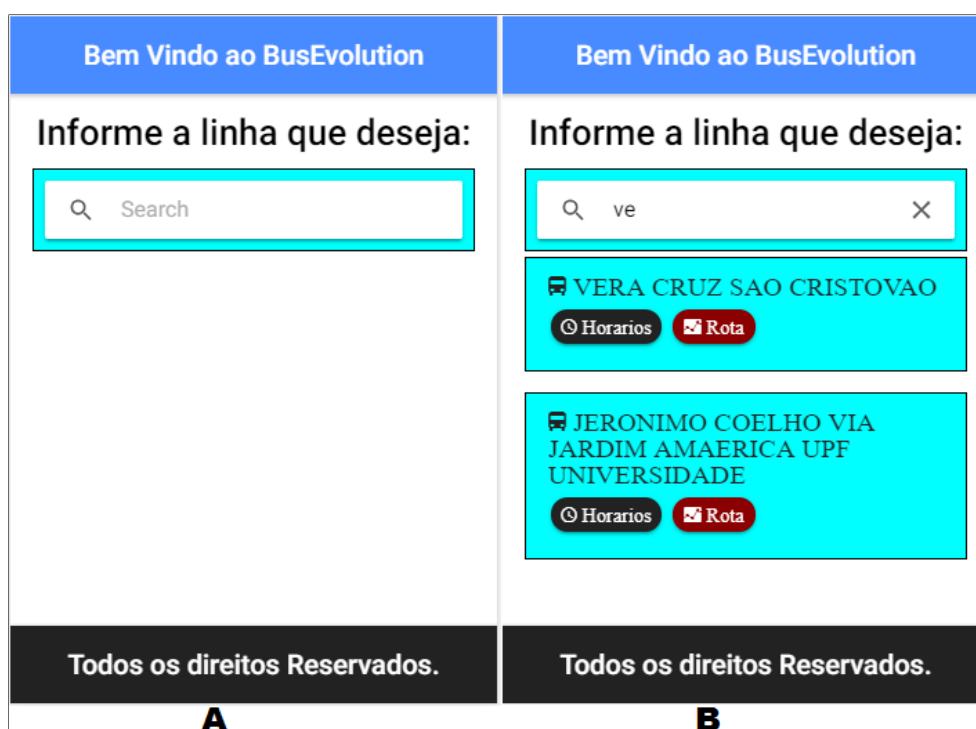 Bem Vindo ao BusEvolution
Informe a linha que deseja:
Search
Todos os direitos Reservados.
A
Bem Vindo ao BusEvolution
Informe a linha que deseja:
ve
VERA CRUZ SAO CRISTOVAO
Horarios Rota
JERONIMO COELHO VIA
JARDIM AMAERICA UPF
UNIVERSIDADE
Horarios Rota
Todos os direitos Reservados.
B